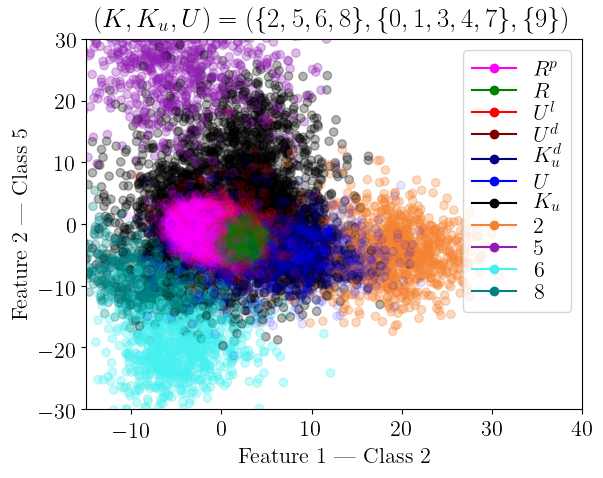 (K, K_u, U) = ({2, 5, 6, 8}, {0, 1, 3, 4, 7}, {9})
30
20
10
0
−10
−20
−30
Feature 2 — Class 5
R^p
R
U^l
U^d
K_u^d
U
K_u
2
5
6
8
−10
0
10
20
30
40
Feature 1 — Class 2